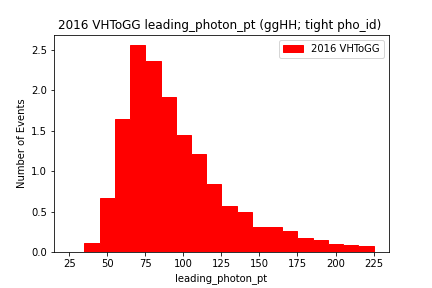 2016 VHToGG leading_photon_pt (ggHH; tight pho_id)
2016 VHToGG
Number of Events
2.5
2.0
1.5
1.0
0.5
0.0
25 50 75 100 125 150 175 200 225
leading_photon_pt